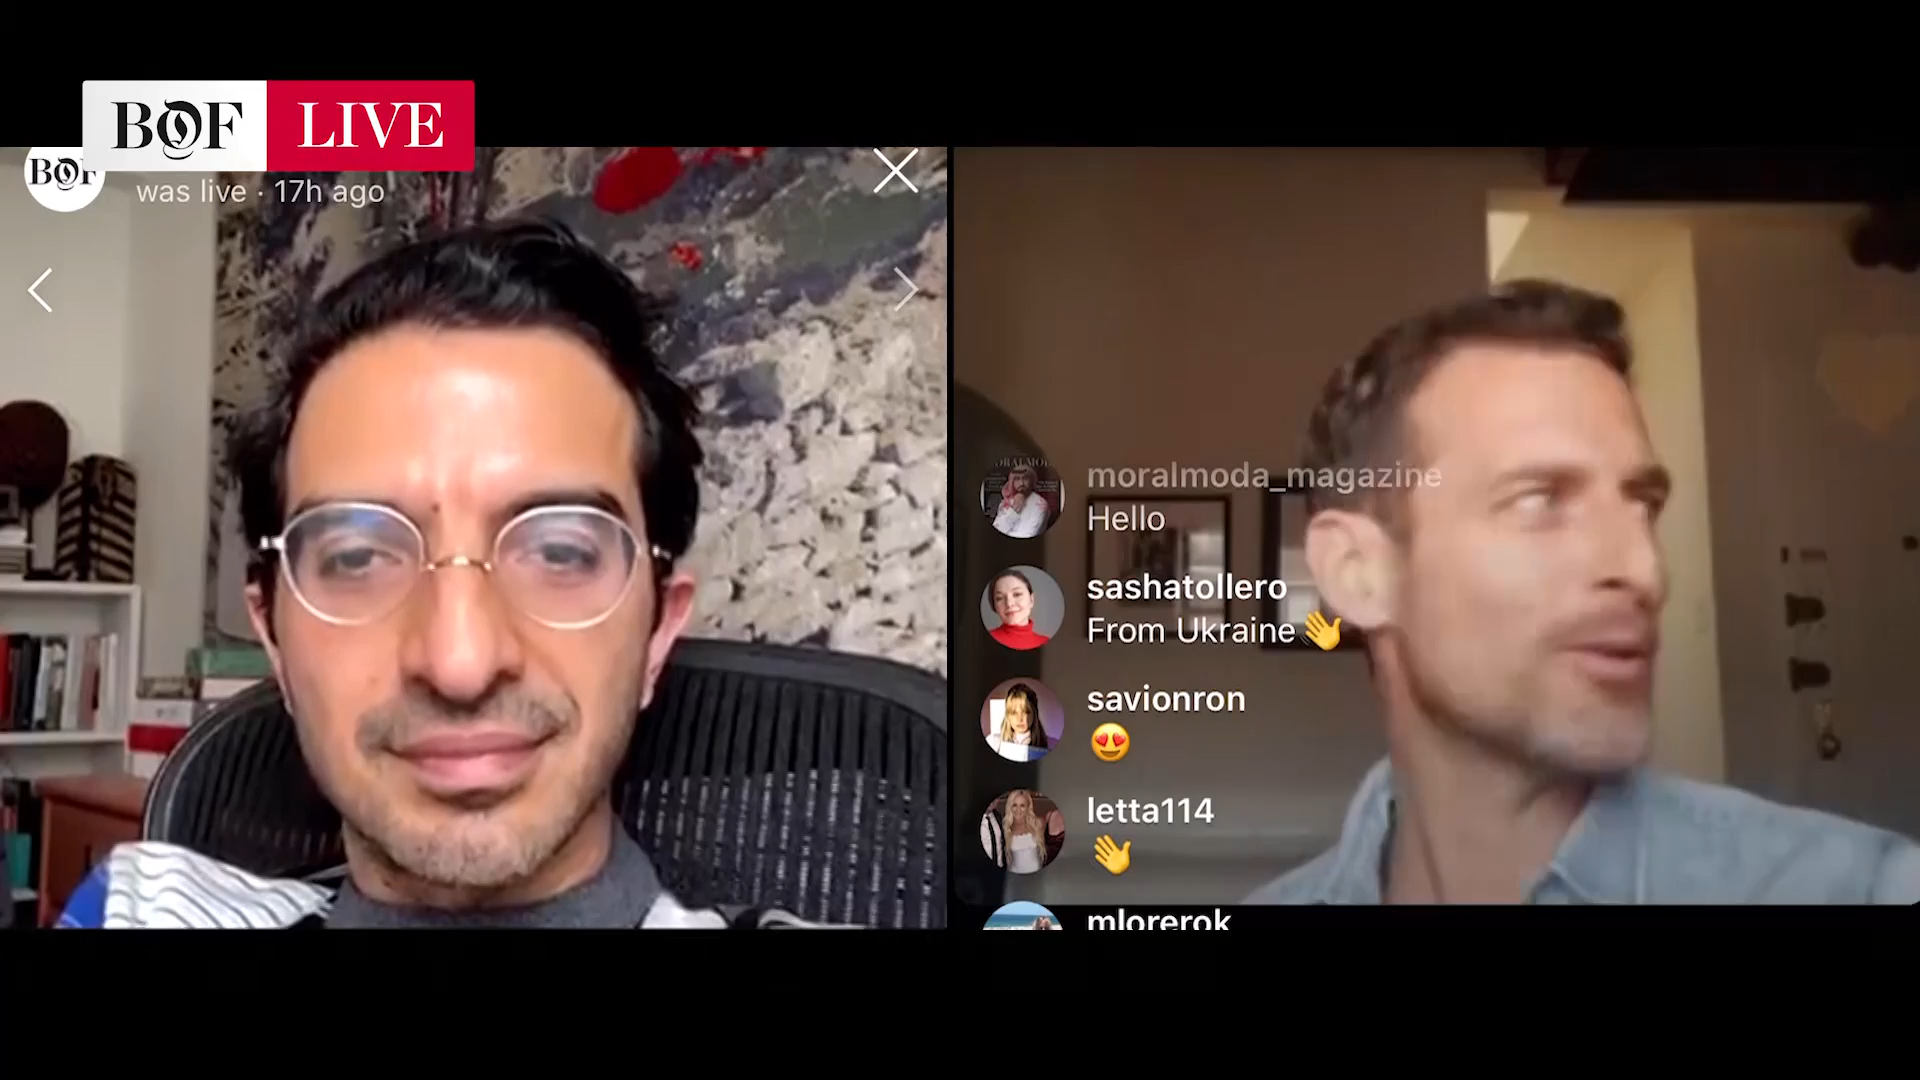 BOF LIVE
BOF
was live · 17h ago
moralmoda_magazine
Hello
sashatollero
From Ukraine 👋
savionron
😍
letta114
👋
mlorerok